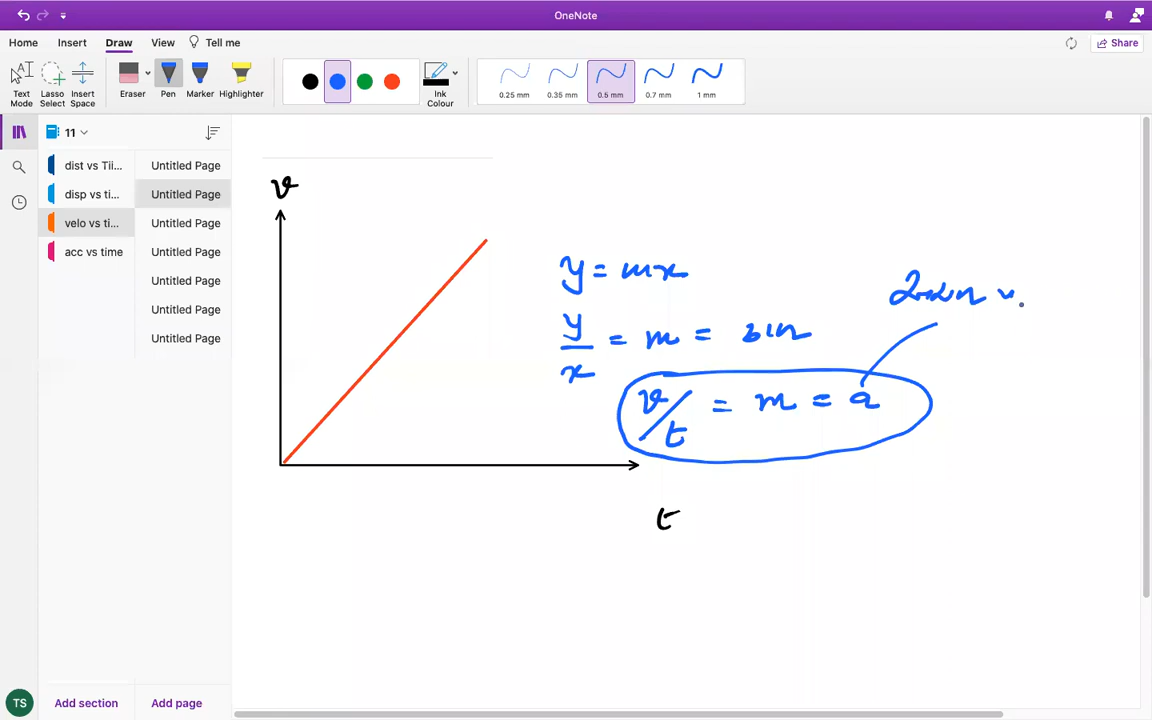 OneNote
Home Insert Draw View Tell me Share
Text Mode
Lasso Select
Insert Space
Eraser
Pen
Marker
Highlighter
Ink Colour
0.25 mm 0.35 mm 0.5 mm 0.7 mm 1 mm
11
dist vs Tii... Untitled Page
disp vs ti... Untitled Page
velo vs ti... Untitled Page
acc vs time Untitled Page
Untitled Page
Untitled Page
Untitled Page
v
y = mx
y/x = m =
v/t = m = a
t
TS Add section Add page